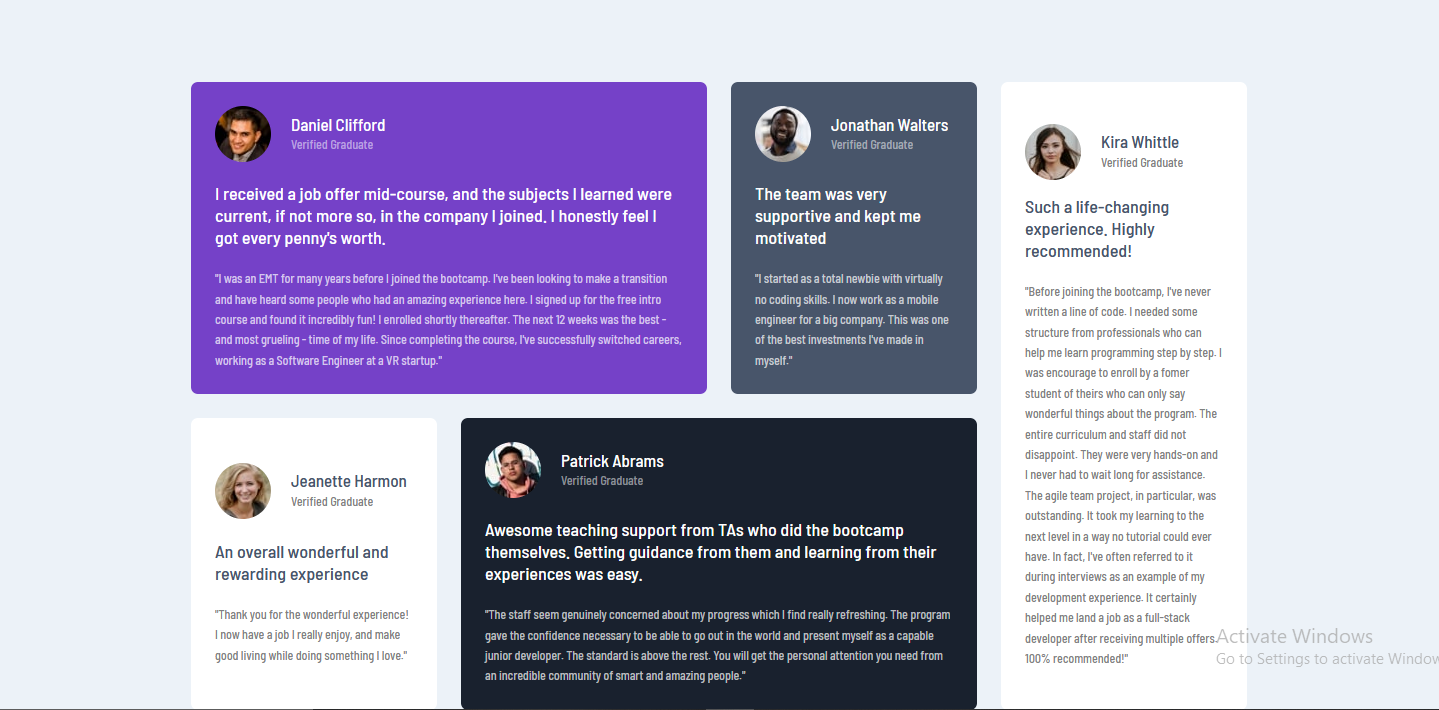 Daniel Clifford
Verified Graduate
I received a job offer mid-course, and the subjects I learned were
current, if not more so, in the company I joined. I honestly feel I
got every penny's worth.
"I was an EMT for many years before I joined the bootcamp. I've been looking to make a transition
and have heard some people who had an amazing experience here. I signed up for the free intro
course and found it incredibly fun! I enrolled shortly thereafter. The next 12 weeks was the best -
and most grueling - time of my life. Since completing the course, I've successfully switched careers,
working as a Software Engineer at a VR startup."
Jonathan Walters
Verified Graduate
The team was very
supportive and kept me
motivated
"I started as a total newbie with virtually
no coding skills. I now work as a mobile
engineer for a big company. This was one
of the best investments I've made in
myself."
Kira Whittle
Verified Graduate
Such a life-changing
experience. Highly
recommended!
"Before joining the bootcamp, I've never
written a line of code. I needed some
structure from professionals who can
help me learn programming step by step. I
was encourage to enroll by a fomer
student of theirs who can only say
wonderful things about the program. The
entire curriculum and staff did not
disappoint. They were very hands-on and
I never had to wait long for assistance.
The agile team project, in particular, was
outstanding. It took my learning to the
next level in a way no tutorial could ever
have. In fact, I've often referred to it
during interviews as an example of my
development experience. It certainly
helped me land a job as a full-stack
developer after receiving multiple offers.
100% recommended!"
Jeanette Harmon
Verified Graduate
An overall wonderful and
rewarding experience
"Thank you for the wonderful experience!
I now have a job I really enjoy, and make
good living while doing something I love."
Patrick Abrams
Verified Graduate
Awesome teaching support from TAs who did the bootcamp
themselves. Getting guidance from them and learning from their
experiences was easy.
"The staff seem genuinely concerned about my progress which I find really refreshing. The program
gave the confidence necessary to be able to go out in the world and present myself as a capable
junior developer. The standard is above the rest. You will get the personal attention you need from
an incredible community of smart and amazing people."
Activate Windows
Go to Settings to activate Window